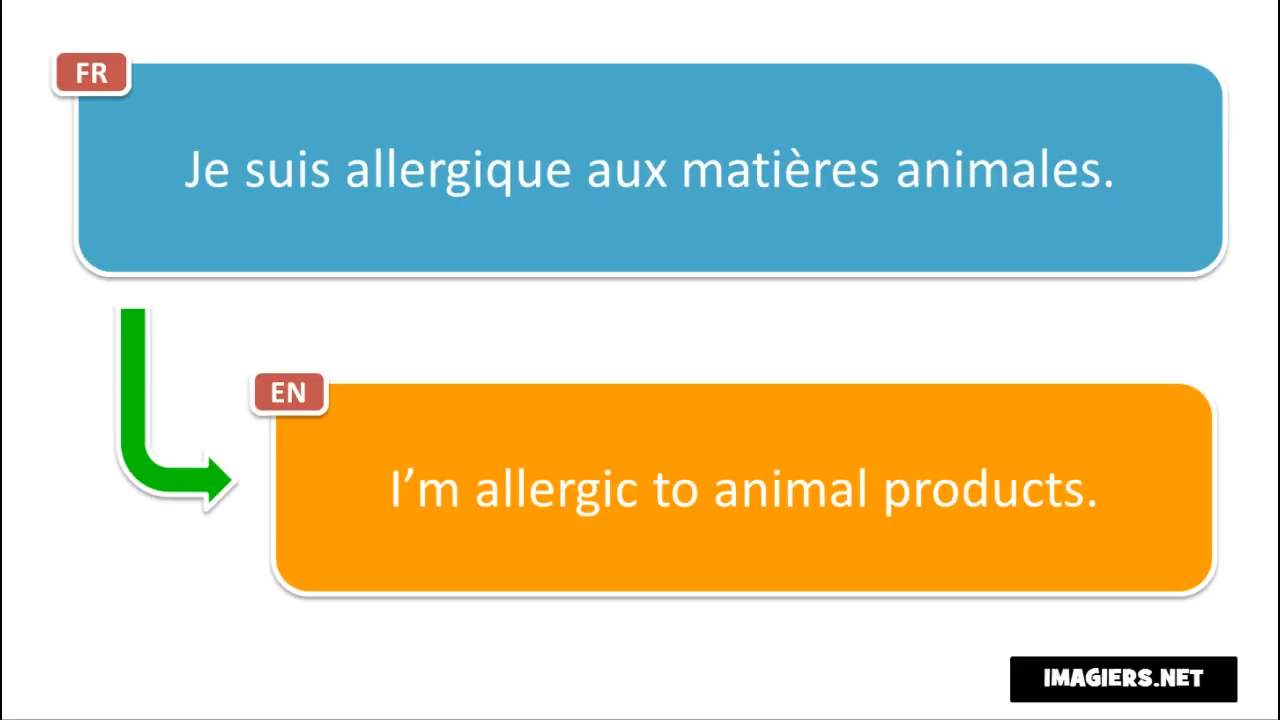 FR
Je suis allergique aux matières animales.
EN
I’m allergic to animal products.
IMAGIERS.NET